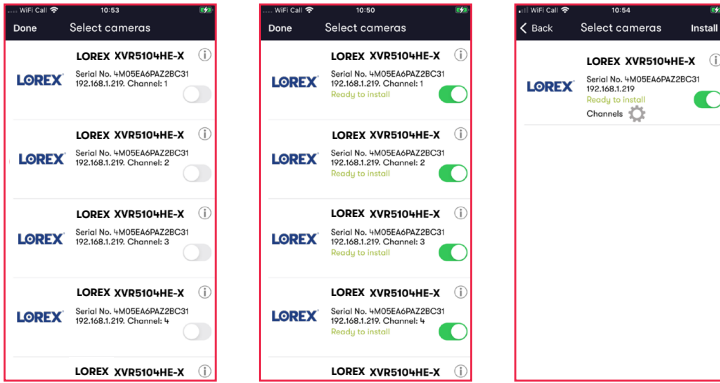 ..... WiFi Call 10:53
Done Select cameras
LOREX XVR5104HE-X
LOREX
Serial No. 4M05EA6PAZ2BC31
192.168.1.219. Channel: 1
LOREX XVR5104HE-X
LOREX
Serial No. 4M05EA6PAZ2BC31
192.168.1.219. Channel: 2
LOREX XVR5104HE-X
LOREX
Serial No. 4M05EA6PAZ2BC31
192.168.1.219. Channel: 3
LOREX XVR5104HE-X
LOREX
Serial No. 4M05EA6PAZ2BC31
192.168.1.219. Channel: 4
LOREX XVR5104HE-X
..... WiFi Call 10:50
Done Select cameras
LOREX XVR5104HE-X
LOREX
Serial No. 4M05EA6PAZ2BC31
192.168.1.219. Channel: 1
Ready to install
LOREX XVR5104HE-X
LOREX
Serial No. 4M05EA6PAZ2BC31
192.168.1.219. Channel: 2
Ready to install
LOREX XVR5104HE-X
LOREX
Serial No. 4M05EA6PAZ2BC31
192.168.1.219. Channel: 3
Ready to install
LOREX XVR5104HE-X
LOREX
Serial No. 4M05EA6PAZ2BC31
192.168.1.219. Channel: 4
Ready to install
LOREX XVR5104HE-X
WiFi Call 10:54
Back Select cameras Install
LOREX XVR5104HE-X
LOREX
Serial No. 4M05EA6PAZ2BC31
192.168.1.219
Ready to install
Channels